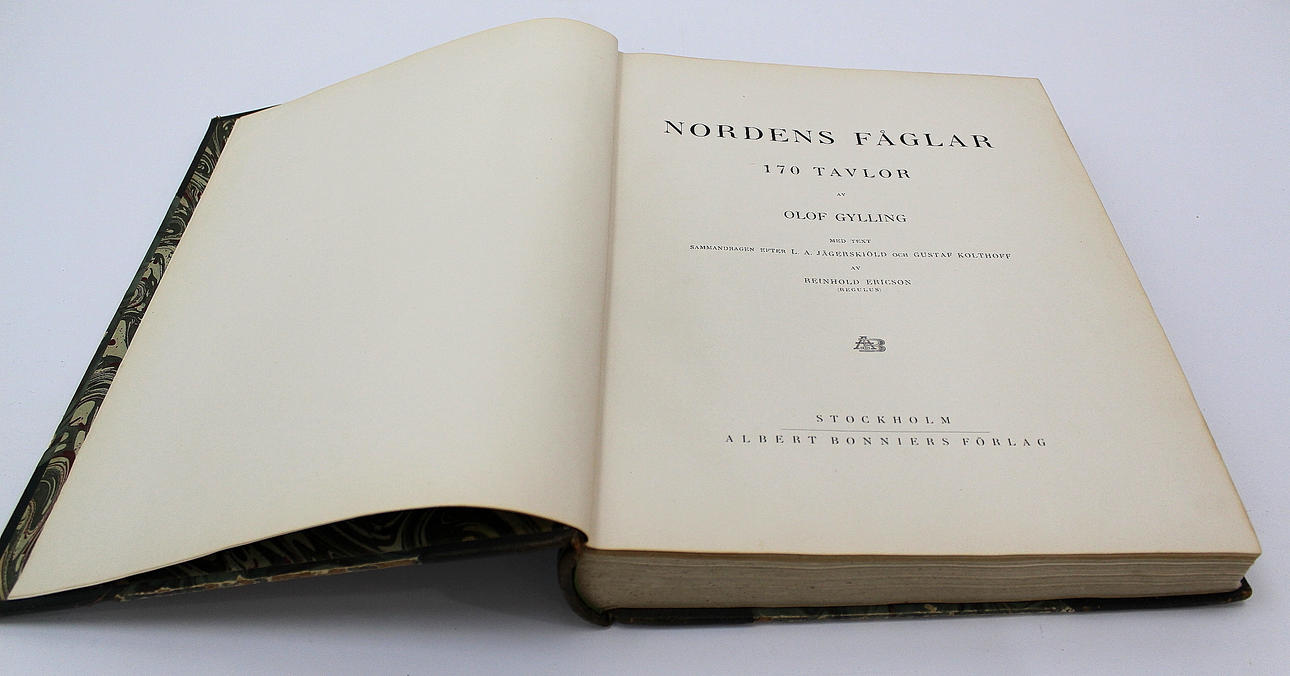 NORDENS FÅGLAR
170 TAVLOR
AV
OLOF GYLLING
MED TEXT
SAMMANDRAGEN EFTER L. A. JÄGERSKIÖLD OCH GUSTAF KOLTHOFF
AV
REINHOLD ERICSON
(REGULUS)
AB
STOCKHOLM
ALBERT BONNIERS FÖRLAG